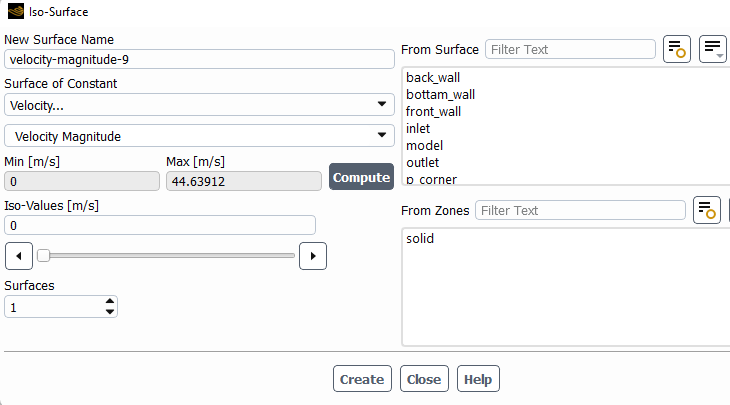 Iso-Surface
New Surface Name
velocity-magnitude-9
Surface of Constant
Velocity...
Velocity Magnitude
Min [m/s]
Max [m/s]
0
44.63912
Compute
Iso-Values [m/s]
0
Surfaces
1
From Surface
Filter Text
back_wall
bottam_wall
front_wall
inlet
model
outlet
p_corner
From Zones
Filter Text
solid
Create
Close
Help